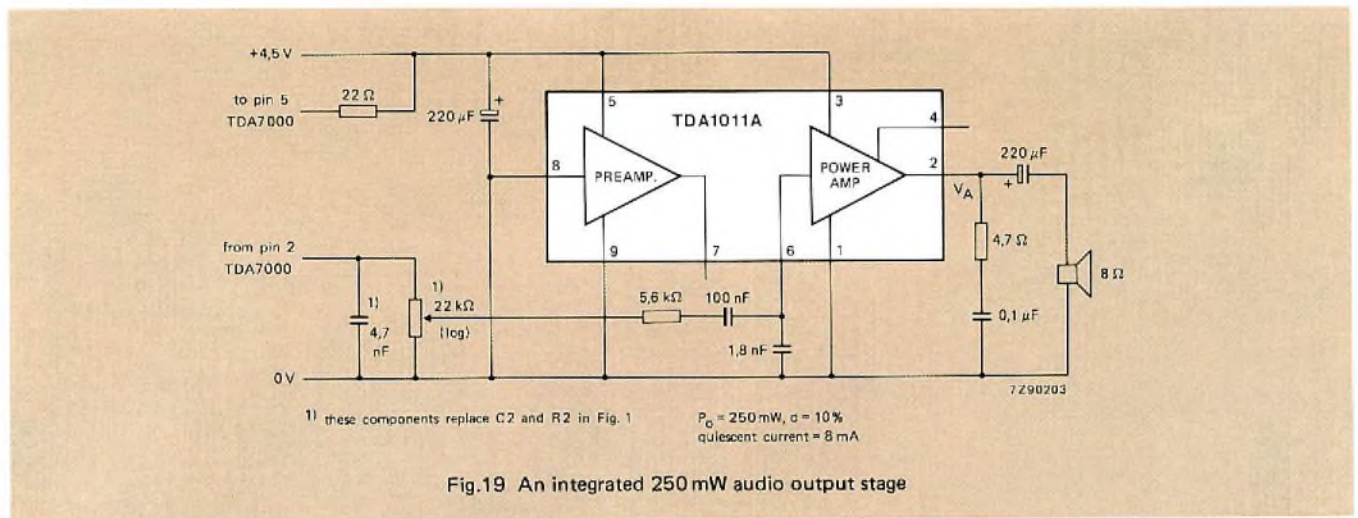 +4,5 V
to pin 5
TDA7000
22 Ω
220 μF
+
5
3
TDA1011A
4
8
PREAMP.
POWER
AMP
2
220 μF
+
V_A
9
7
6
1
4,7 Ω
8 Ω
from pin 2
TDA7000
1)
4,7
nF
1)
22 kΩ
(log)
5,6 kΩ
100 nF
1,8 nF
0,1 μF
0 V
7Z90203
1) these components replace C2 and R2 in Fig. 1
P_o = 250 mW, d = 10%
quiescent current = 8 mA
Fig.19 An integrated 250 mW audio output stage